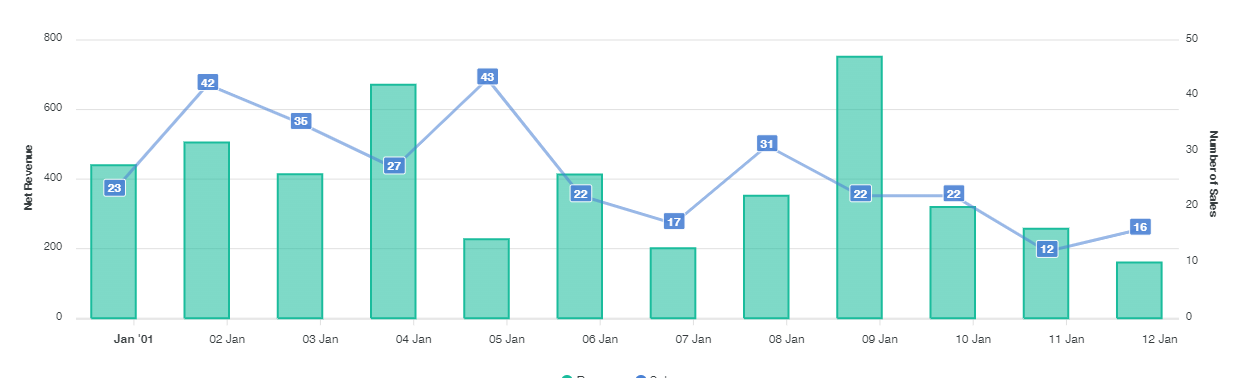 800
600
400
200
0
Net Revenue
50
40
30
20
10
0
Number of Sales
23
42
35
27
43
22
17
31
22
22
12
16
Jan '01
02 Jan
03 Jan
04 Jan
05 Jan
06 Jan
07 Jan
08 Jan
09 Jan
10 Jan
11 Jan
12 Jan